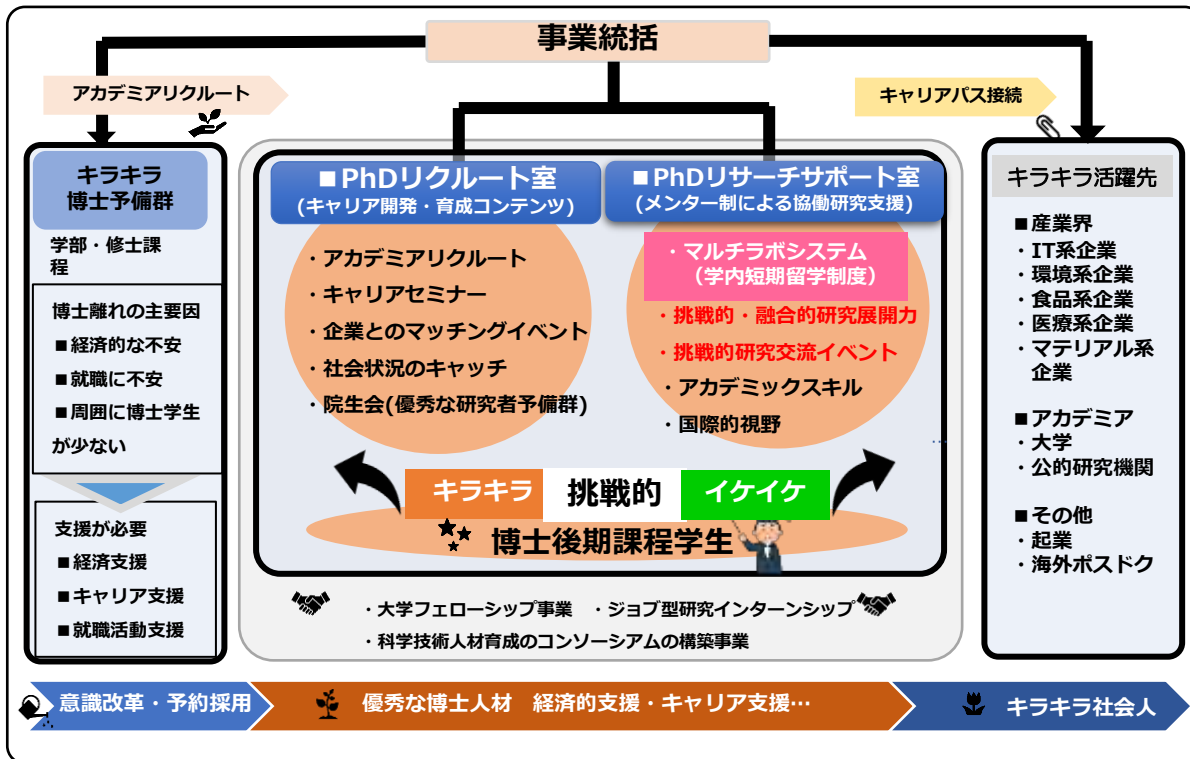 事業統括
アカデミアリクルート
キャリアパス接続
キラキラ
博士予備群
学部・修士課
程
博士離れの主要因
■経済的な不安
■就職に不安
■周囲に博士学生
が少ない
支援が必要
■経済支援
■キャリア支援
■就職活動支援
■PhDリクルート室
(キャリア開発・育成コンテンツ)
・アカデミアリクルート
・キャリアセミナー
・企業とのマッチングイベント
・社会状況のキャッチ
・院生会(優秀な研究者予備群)
■PhDリサーチサポート室
(メンター制による協働研究支援)
・マルチラボシステム
（学内短期留学制度）
・挑戦的・融合的研究展開力
・挑戦的研究交流イベント
・アカデミックスキル
・国際的視野
…
キラキラ 挑戦的 イケイケ
博士後期課程学生
・大学フェローシップ事業 ・ジョブ型研究インターンシップ
・科学技術人材育成のコンソーシアムの構築事業
キラキラ活躍先
■産業界
・IT系企業
・環境系企業
・食品系企業
・医療系企業
・マテリアル系
企業
■アカデミア
・大学
・公的研究機関
■その他
・起業
・海外ポスドク
意識改革・予約採用
優秀な博士人材 経済的支援・キャリア支援…
キラキラ社会人